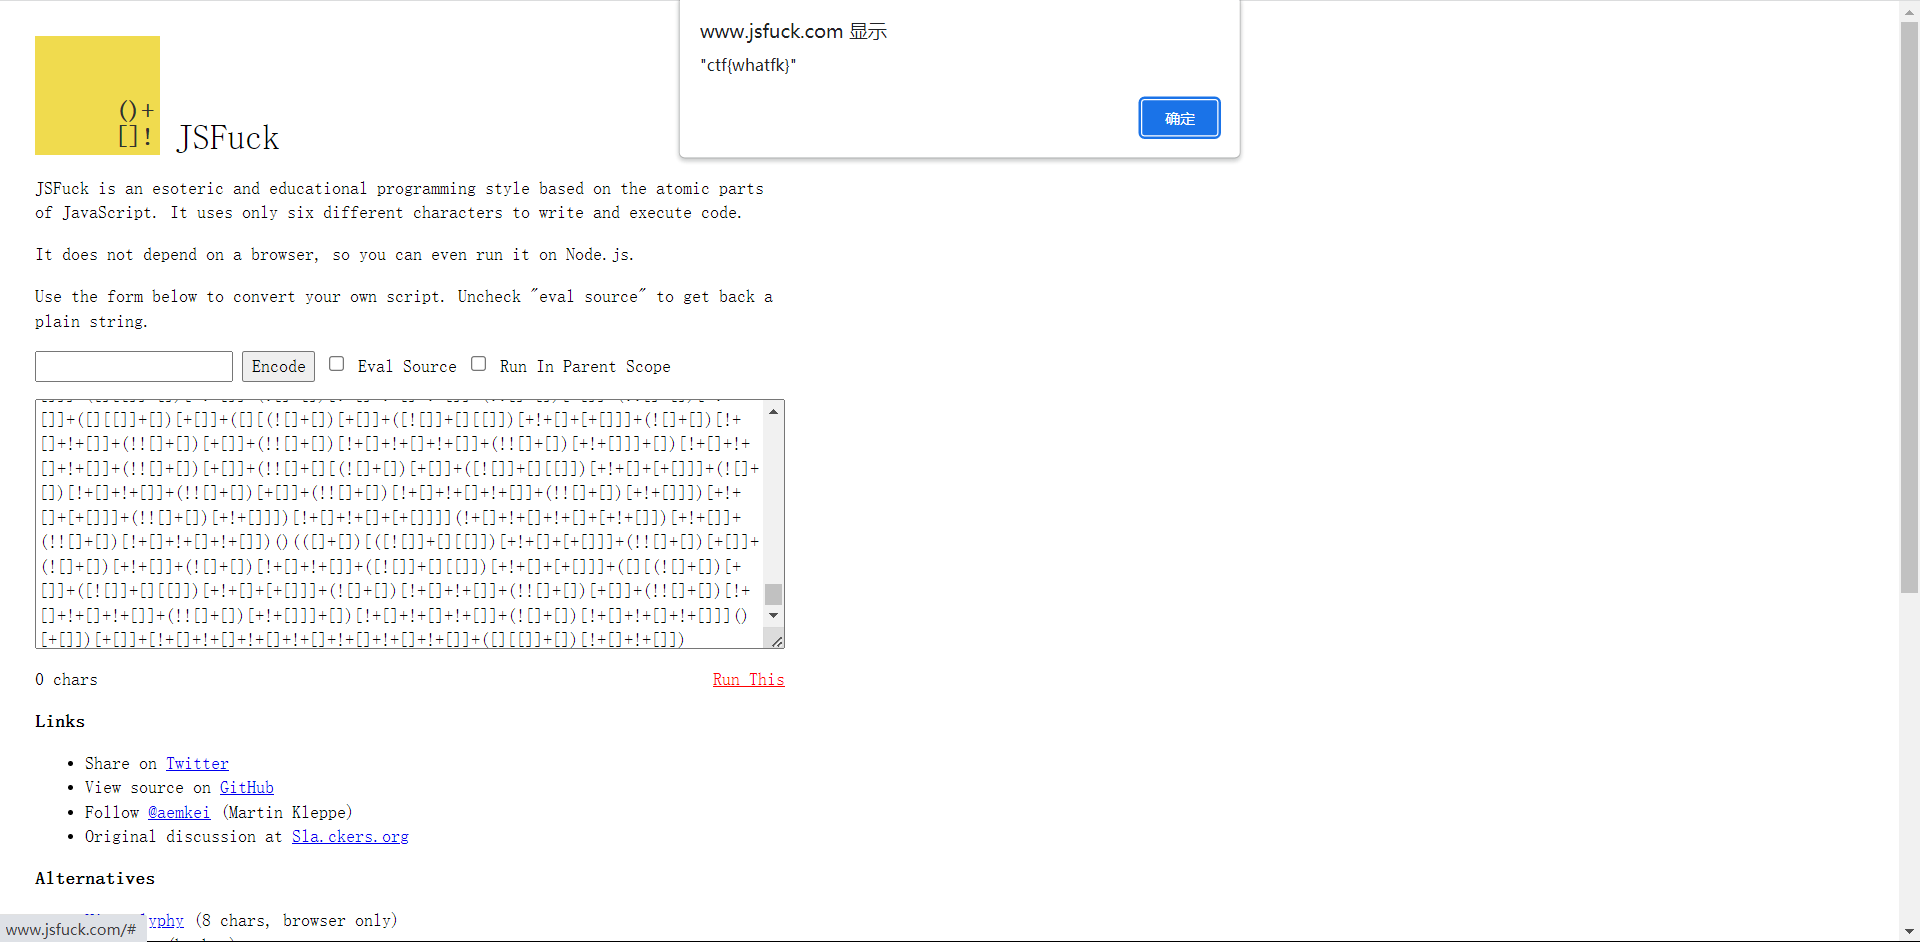 www.jsfuck.com 显示
"ctf{whatfk}"
确定
()+
[]!
JSFuck
JSFuck is an esoteric and educational programming style based on the atomic parts
of JavaScript. It uses only six different characters to write and execute code.
It does not depend on a browser, so you can even run it on Node.js.
Use the form below to convert your own script. Uncheck "eval source" to get back a
plain string.
Encode
Eval Source
Run In Parent Scope
[]]+([][[]]+[])[+[]]+([][(![]+[])[+[]]+([![]]+[][[]])[+!+[]+[+[]]]+(![]+[])[!+
[]+!+[]]+(!![]+[])[+[]]+(!![]+[])[!+[]+!+[]+!+[]]+(!![]+[])[+!+[]]]+[])[!+[]+!+
[]+!+[]]+(!![]+[])[+[]]+(!![]+[][(![]+[])[+[]]+([![]]+[][[]])[+!+[]+[+[]]]+(![]+
[])[!+[]+!+[]]+(!![]+[])[+[]]+(!![]+[])[!+[]+!+[]+!+[]]+(!![]+[])[+!+[]]])[+!+
[]+[+[]]]+(!![]+[])[+!+[]]])[!+[]+!+[]+[+[]]]](!+[]+!+[]+!+[]+[+!+[]])[+!+[]]+
(!![]+[])[!+[]+!+[]+!+[]])()(([]+[])[([![]]+[][[]])[+!+[]+[+[]]]+(!![]+[])[+[]]+
(![]+[])[+!+[]]+(![]+[])[!+[]+!+[]]+([![]]+[][[]])[+!+[]+[+[]]]+([][(![]+[])[+
[]]+([![]]+[][[]])[+!+[]+[+[]]]+(![]+[])[!+[]+!+[]]+(!![]+[])[+[]]+(!![]+[])[!+
[]+!+[]+!+[]]+(!![]+[])[+!+[]]]+[])[!+[]+!+[]+!+[]]+(![]+[])[!+[]+!+[]+!+[]]]()
[+[]])[+[]]+[!+[]+!+[]+!+[]+!+[]+!+[]+!+[]+!+[]]+([][[]]+[])[!+[]+!+[]])
0 chars
Run This
Links
• Share on Twitter
• View source on GitHub
• Follow @aemkei (Martin Kleppe)
• Original discussion at Sla.ckers.org
Alternatives
(8 chars, browser only)
www.jsfuck.com/#